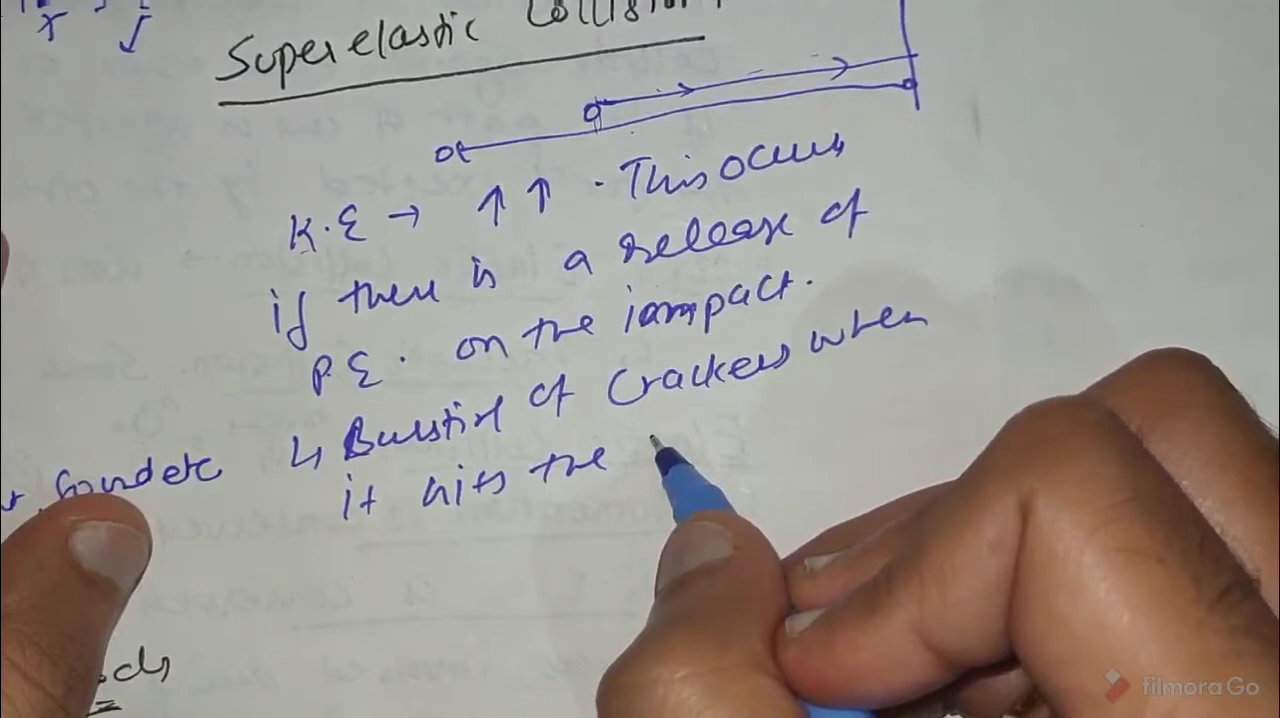 Superelastic Collision
K.E → ↑ ↑ . This occurs
if there is a release of
P.E. on the impact.
↳ Bursting of Crackers when
it hits the
filmora Go